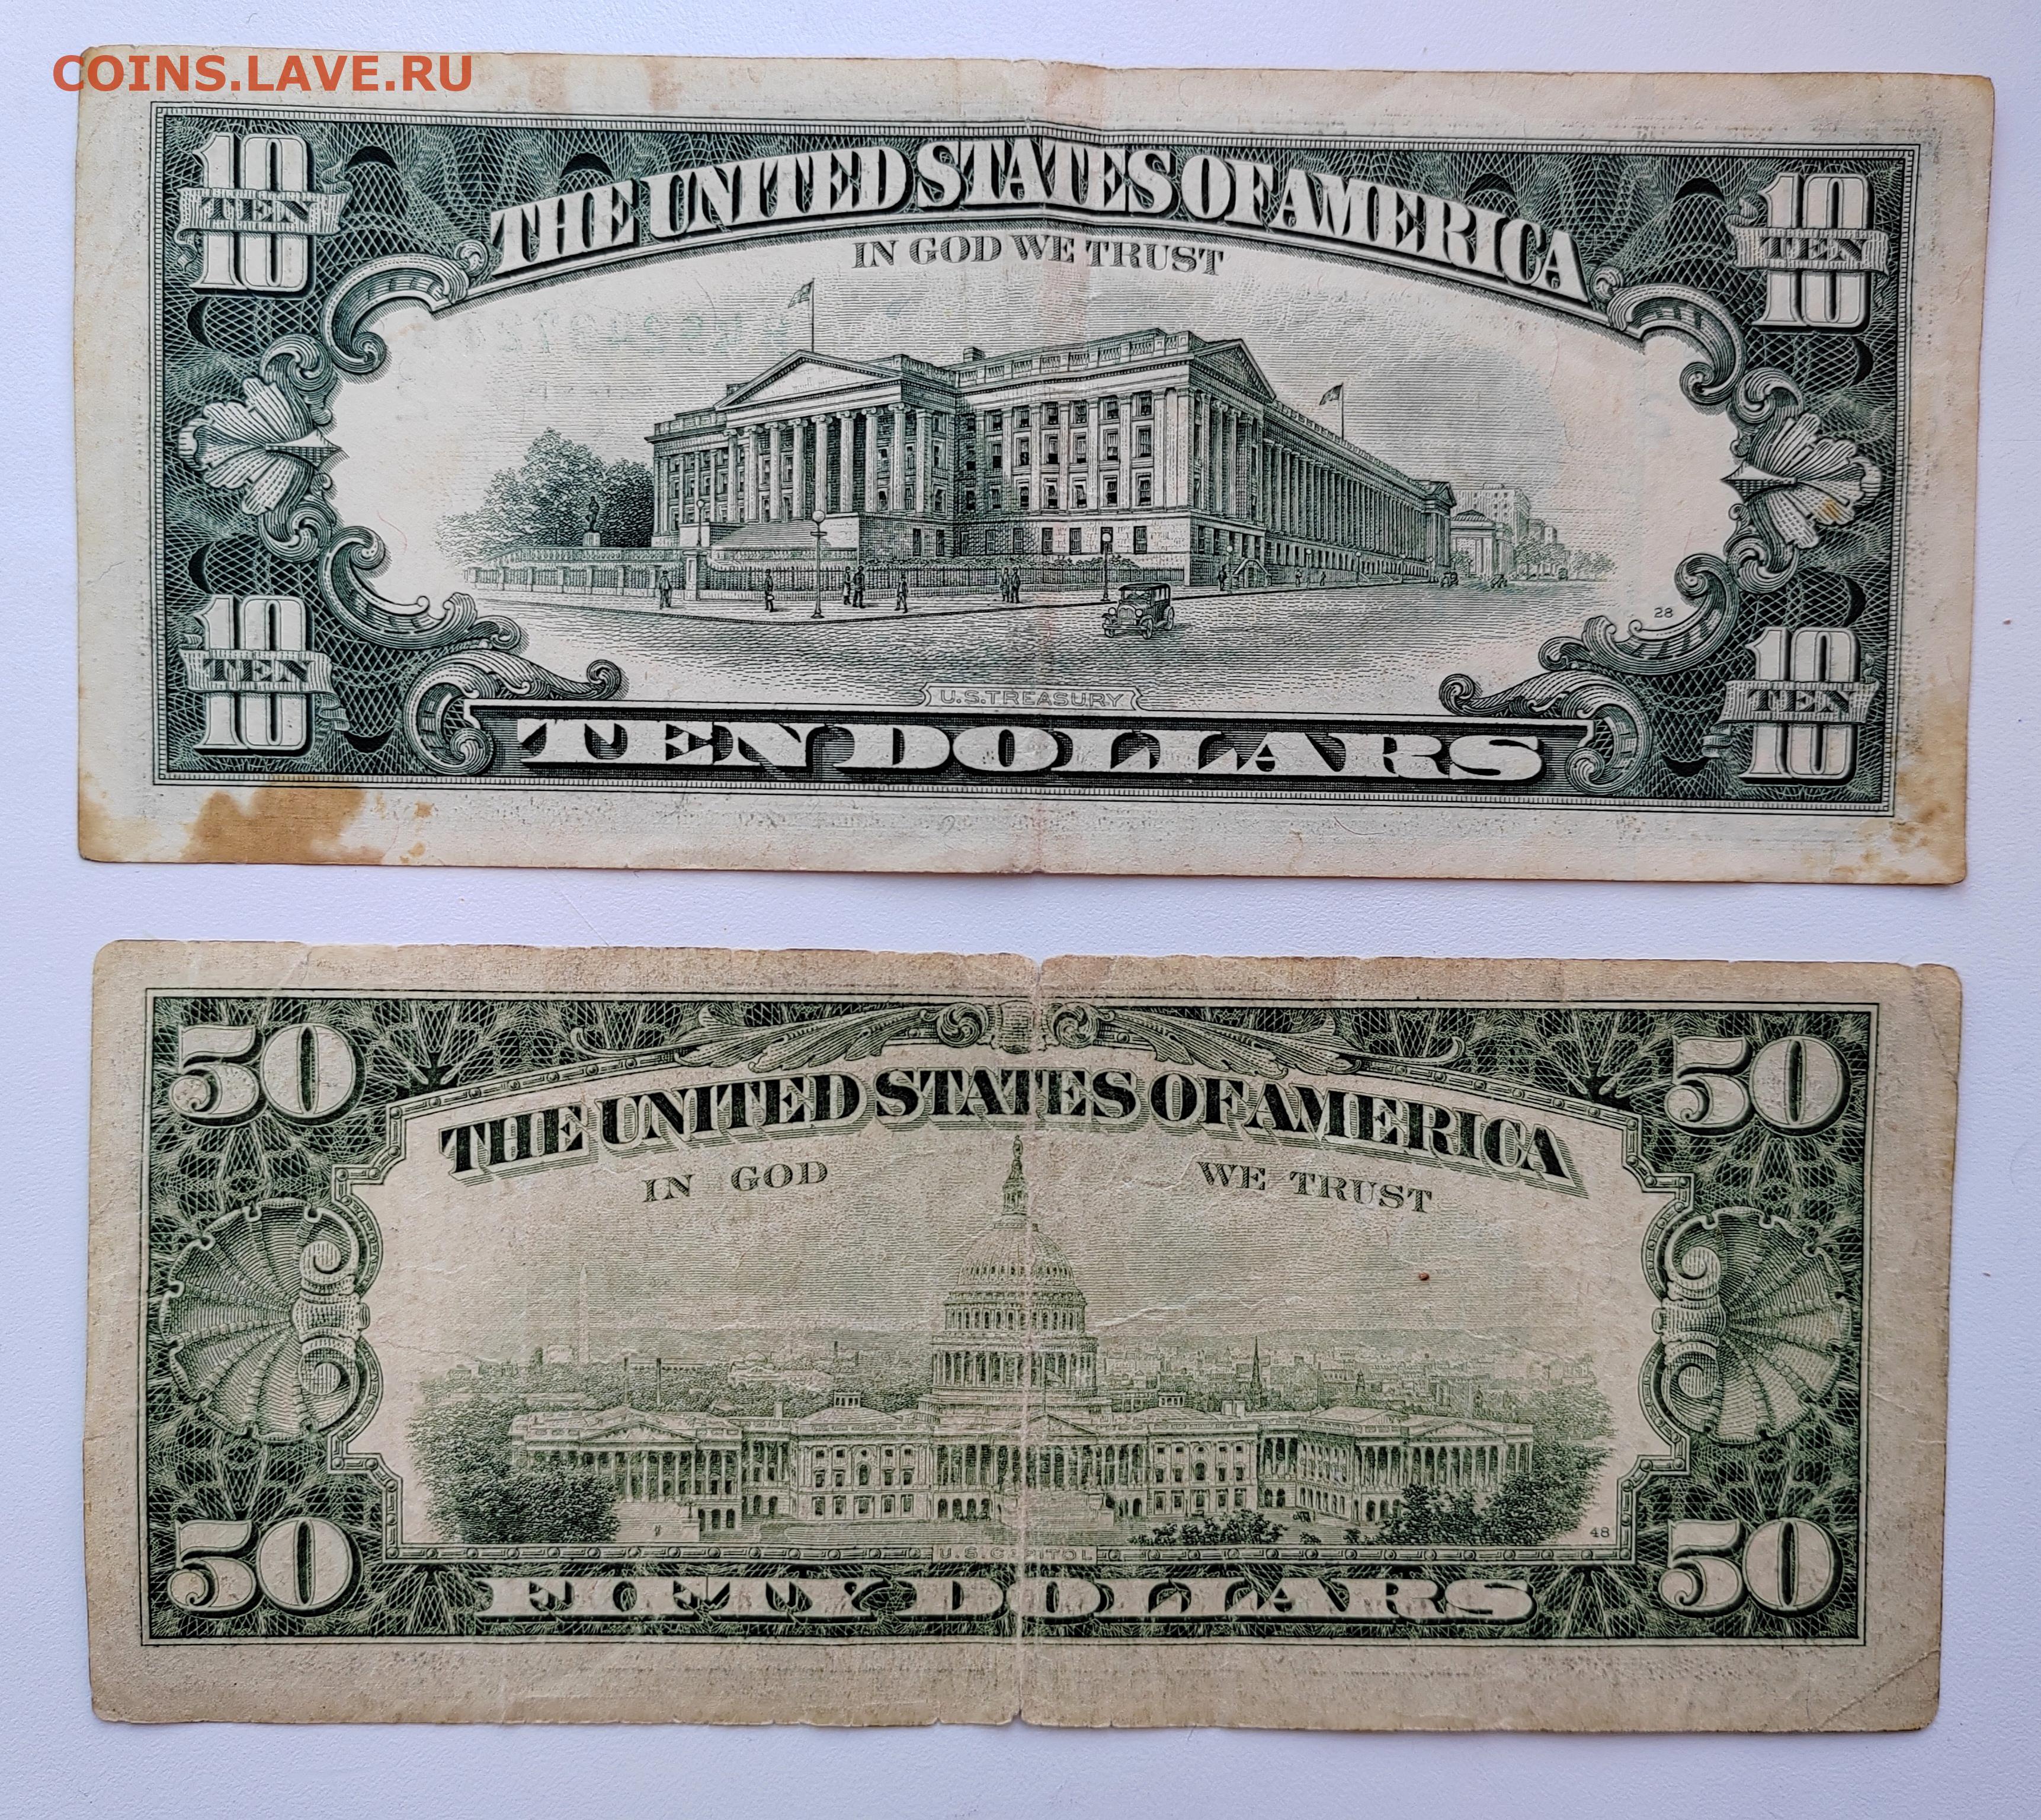 COINS.LAVE.RU
10 10
TEN TEN
10 10
THE UNITED STATES OF AMERICA
IN GOD WE TRUST
28
10 10
TEN TEN
10 10
U.S. TREASURY
TEN DOLLARS
50 50
THE UNITED STATES OF AMERICA
IN GOD WE TRUST
48
50 50
U.S. CAPITOL
FIFTY DOLLARS